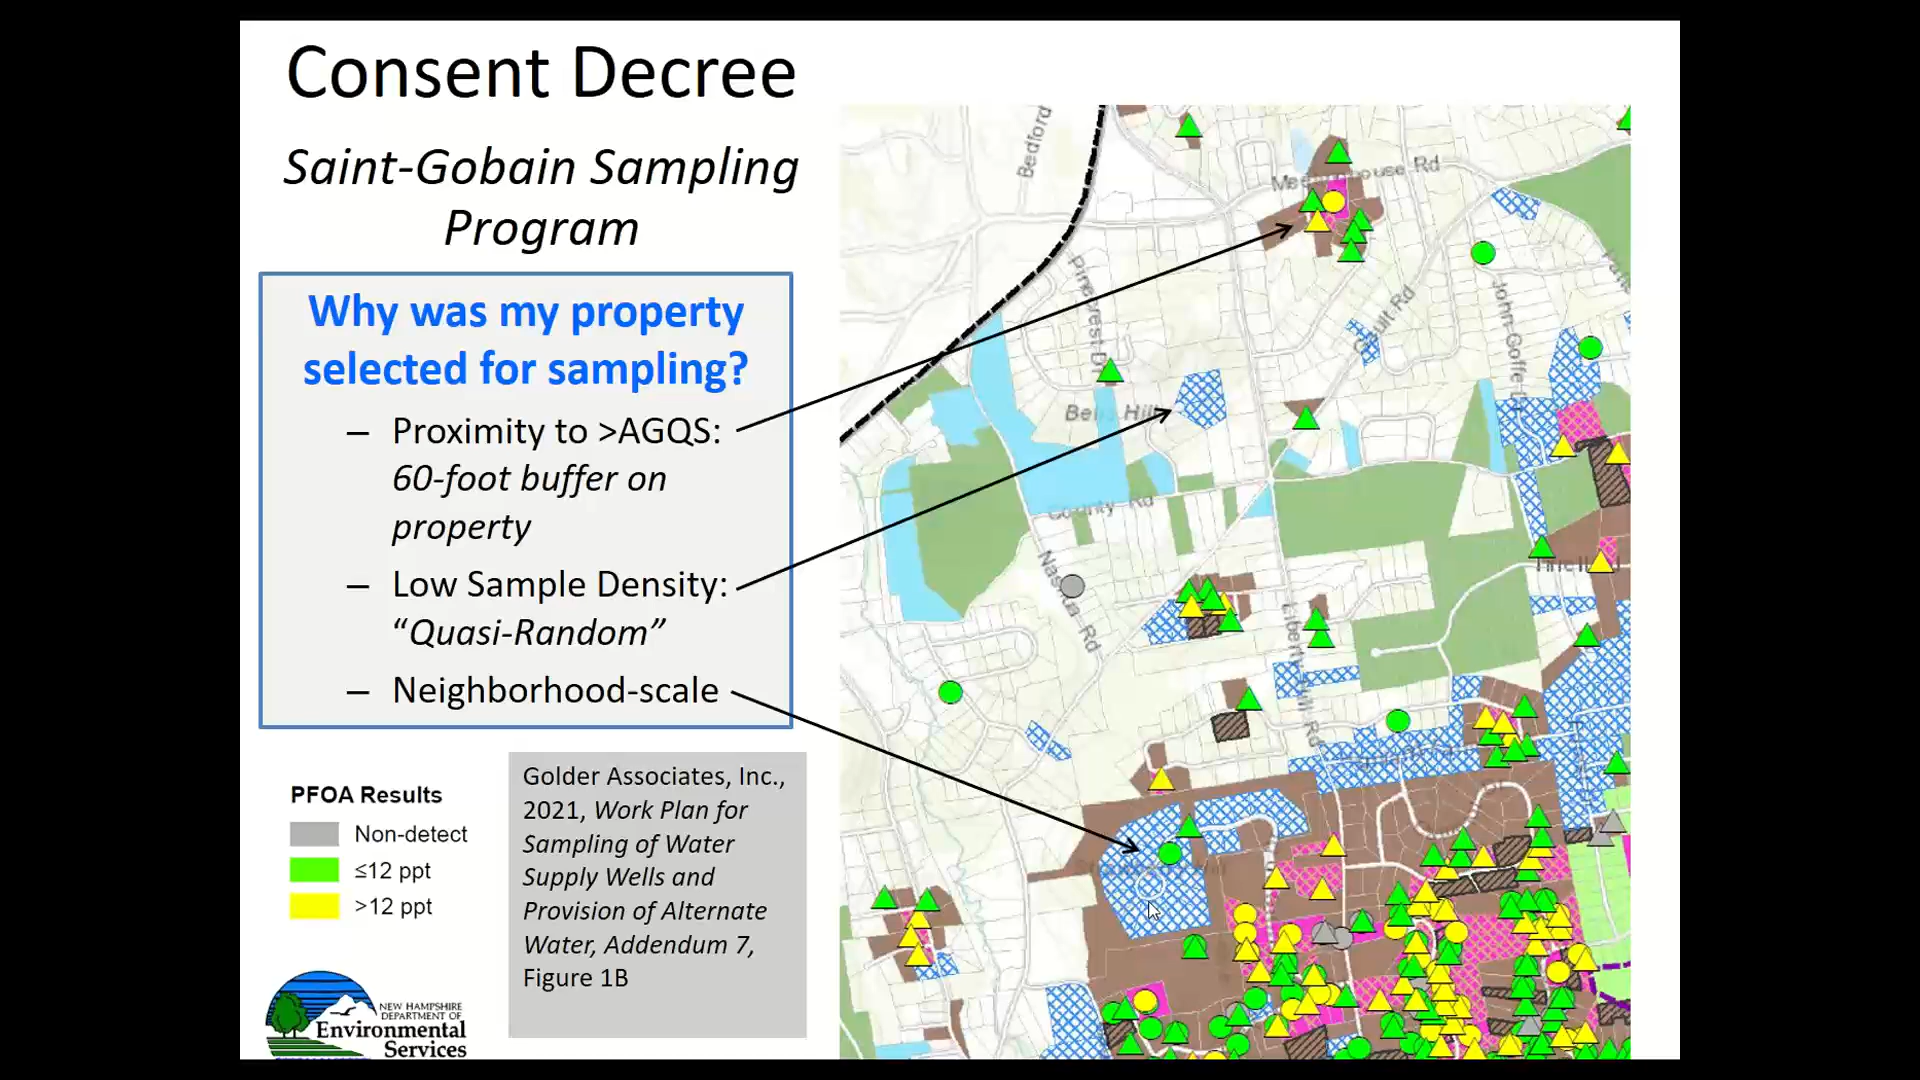 Consent Decree
Saint-Gobain Sampling
Program
Why was my property
selected for sampling?
– Proximity to >AGQS:
60-foot buffer on
property
– Low Sample Density:
“Quasi-Random”
– Neighborhood-scale
PFOA Results
Non-detect
≤12 ppt
>12 ppt
Golder Associates, Inc.,
2021, Work Plan for
Sampling of Water
Supply Wells and
Provision of Alternate
Water, Addendum 7,
Figure 1B
NEW HAMPSHIRE
DEPARTMENT OF
Environmental
Services
Bedford
Rd
Pinecrest D
Hill
County Rd
Nashua Rd
John-Goffe
Rd